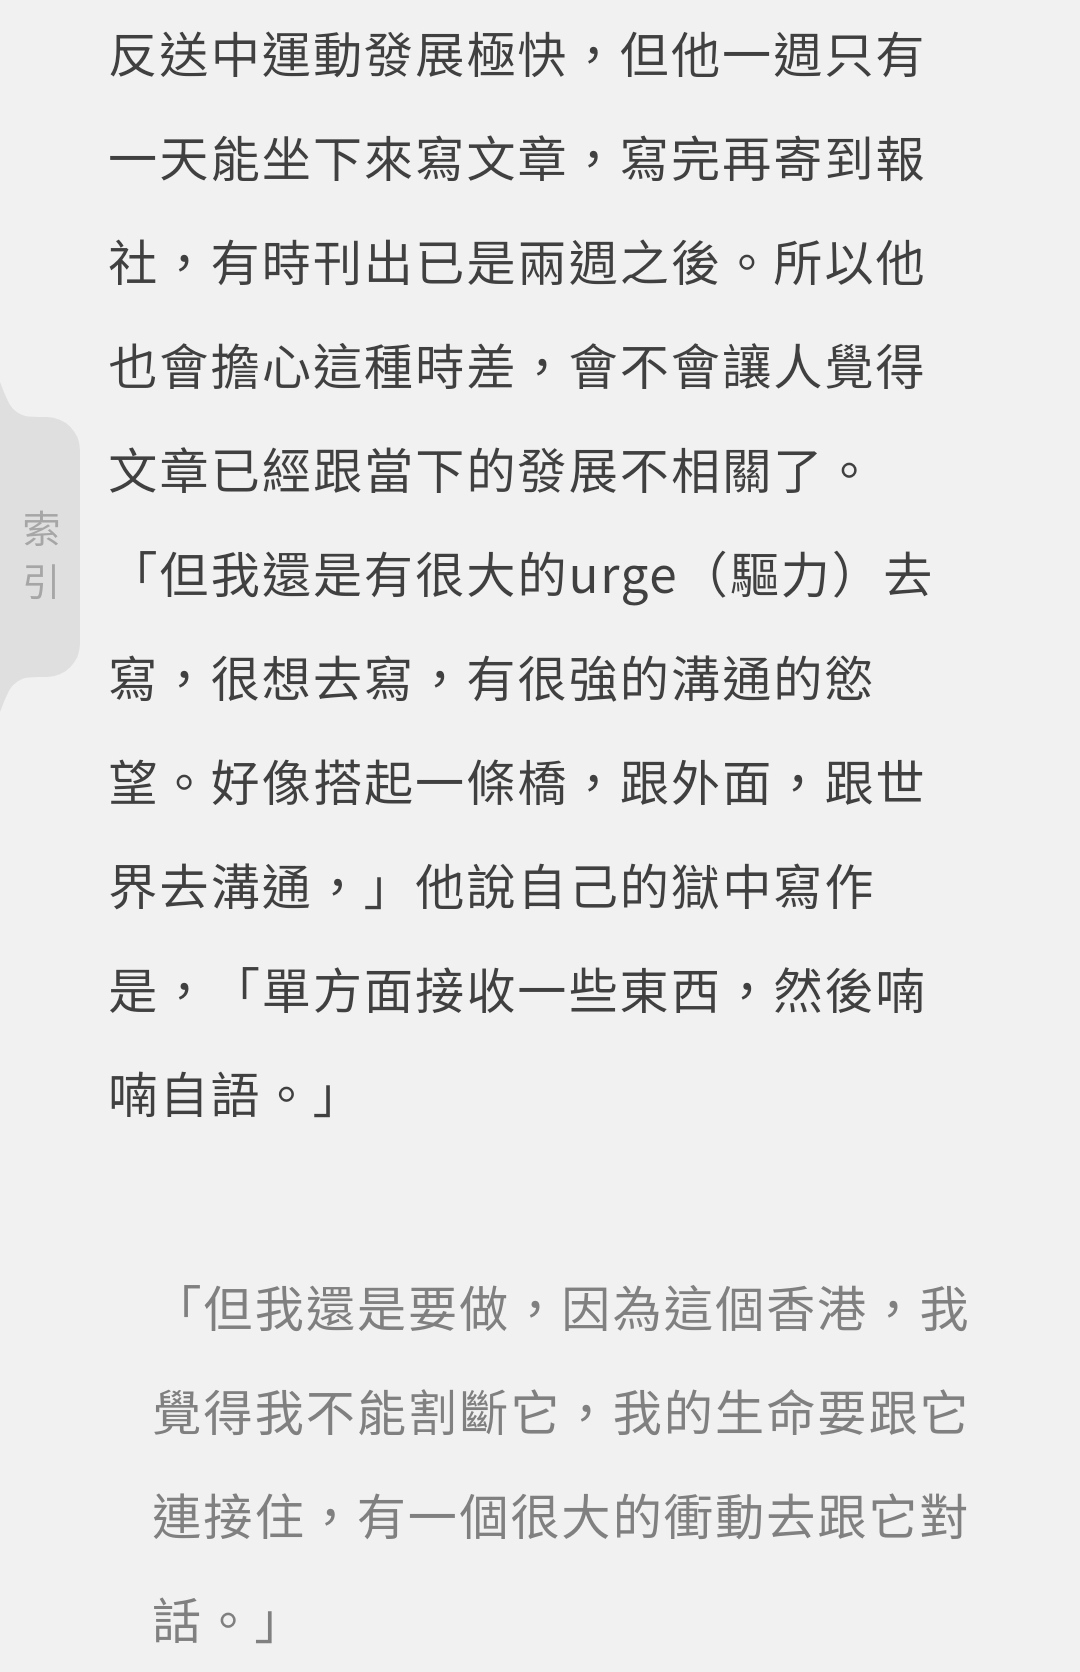 反送中運動發展極快，但他一週只有
一天能坐下來寫文章，寫完再寄到報
社，有時刊出已是兩週之後。所以他
也會擔心這種時差，會不會讓人覺得
文章已經跟當下的發展不相關了。
「但我還是有很大的urge（驅力）去
寫，很想去寫，有很強的溝通的慾
望。好像搭起一條橋，跟外面，跟世
界去溝通，」他說自己的獄中寫作
是，「單方面接收一些東西，然後喃
喃自語。」
索
引
「但我還是要做，因為這個香港，我
覺得我不能割斷它，我的生命要跟它
連接住，有一個很大的衝動去跟它對
話。」